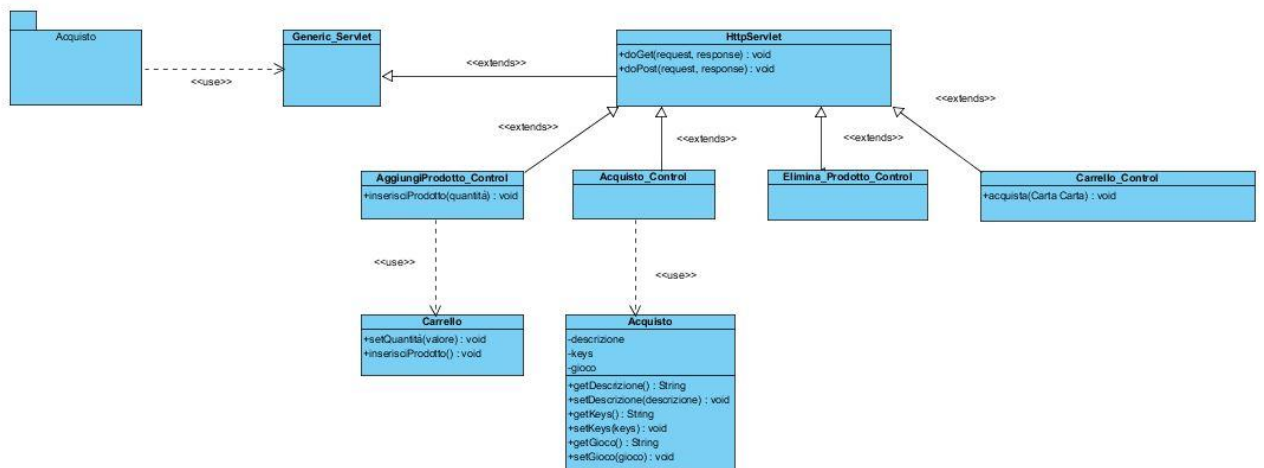 Acquisto
Generic_Servlet
HttpServlet
+doGet(request, response) : void
+doPost(request, response) : void
<<use>>
<<extends>>
<<extends>>
<<extends>>
<<extends>>
<<extends>>
AggiungiProdotto_Control
+inserisciProdotto(quantità) : void
Acquisto_Control
Elimina_Prodotto_Control
Carrello_Control
+acquista(Carta Carta) : void
<<use>>
<<use>>
Carrello
+setQuantità(valore) : void
+inserisciProdotto() : void
Acquisto
-descrizione
-keys
-gioco
+getDescrizione() : String
+setDescrizione(descrizione) : void
+getKeys() : String
+setKeys(keys) : void
+getGioco() : String
+setGioco(gioco) : void